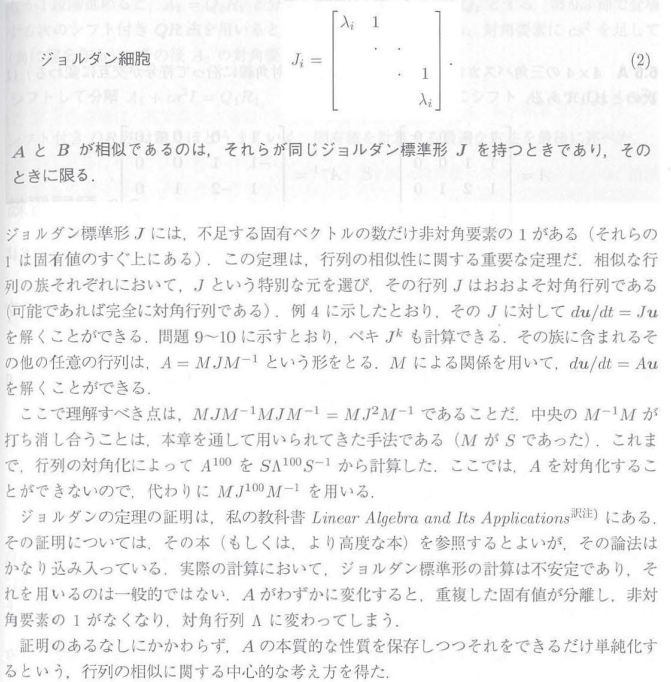 ジョルダン細胞 J_i = [ λ_i 1 · · · 1 λ_i ] . (2)
A と B が相似であるのは，それらが同じジョルダン標準形 J を持つときであり，その
ときに限る．
ジョルダン標準形 J には，不足する固有ベクトルの数だけ非対角要素の 1 がある（それらの
1 は固有値のすぐ上にある）．この定理は，行列の相似性に関する重要な定理だ．相似な行
列の族それぞれにおいて，J という特別な元を選び，その行列 J はおおよそ対角行列である
(可能であれば完全に対角行列である)．例 4 に示したとおり，その J に対して du/dt = Ju
を解くことができる．問題 9〜10 に示すとおり，ベキ J^k も計算できる．その族に含まれるそ
の他の任意の行列は，A = MJM⁻¹ という形をとる．M による関係を用いて，du/dt = Au
を解くことができる．
ここで理解すべき点は，MJM⁻¹MJM⁻¹ = MJ²M⁻¹ であることだ．中央の M⁻¹M が
打ち消し合うことは，本章を通して用いられてきた手法である（M が S であった）．これま
で，行列の対角化によって A¹⁰⁰ を SΛ¹⁰⁰S⁻¹ から計算した．ここでは，A を対角化するこ
とができないので，代わりに MJ¹⁰⁰M⁻¹ を用いる．
ジョルダンの定理の証明は，私の教科書 Linear Algebra and Its Applications訳注) にある．
その証明については，その本（もしくは，より高度な本）を参照するとよいが，その論法は
かなり込み入っている．実際の計算において，ジョルダン標準形の計算は不安定であり，そ
れを用いるのは一般的ではない．A がわずかに変化すると，重複した固有値が分離し，非対
角要素の 1 がなくなり，対角行列 Λ に変わってしまう．
証明のあるなしにかかわらず，A の本質的な性質を保存しつつそれをできるだけ単純化す
るという，行列の相似に関する中心的な考え方を得た．